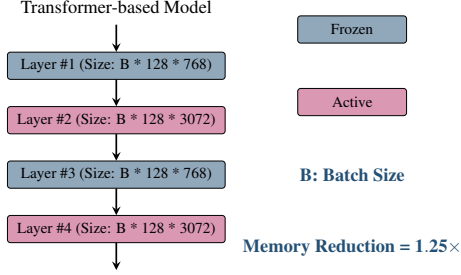 Transformer-based Model
Layer #1 (Size: B * 128 * 768)
Layer #2 (Size: B * 128 * 3072)
Layer #3 (Size: B * 128 * 768)
Layer #4 (Size: B * 128 * 3072)
Frozen
Active
B: Batch Size
Memory Reduction = 1.25×